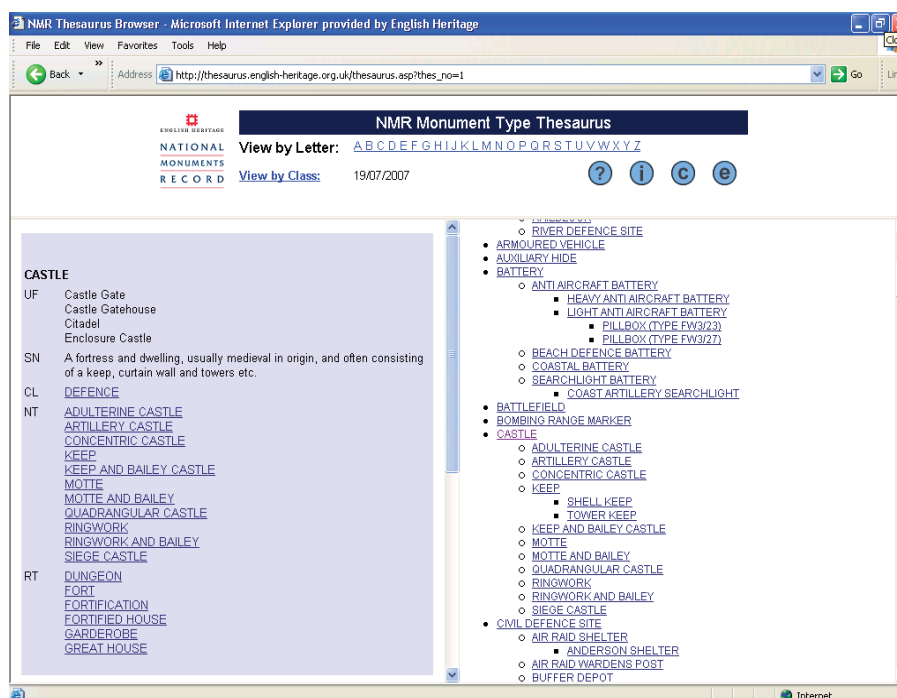 NMR Thesaurus Browser - Microsoft Internet Explorer provided by English Heritage
File Edit View Favorites Tools Help
Back » Address http://thesaurus.english-heritage.org.uk/thesaurus.asp?thes_no=1 Go
ENGLISH HERITAGE
NATIONAL
MONUMENTS
RECORD
NMR Monument Type Thesaurus
View by Letter: A B C D E F G H I J K L M N O P Q R S T U V W X Y Z
View by Class: 19/07/2007 ? i c e
CASTLE
UF Castle Gate
Castle Gatehouse
Citadel
Enclosure Castle
SN A fortress and dwelling, usually medieval in origin, and often consisting
of a keep, curtain wall and towers etc.
CL DEFENCE
NT ADULTERINE CASTLE
ARTILLERY CASTLE
CONCENTRIC CASTLE
KEEP
KEEP AND BAILEY CASTLE
MOTTE
MOTTE AND BAILEY
QUADRANGULAR CASTLE
RINGWORK
RINGWORK AND BAILEY
SIEGE CASTLE
RT DUNGEON
FORT
FORTIFICATION
FORTIFIED HOUSE
GARDEROBE
GREAT HOUSE
RIVER DEFENCE SITE
ARMOURED VEHICLE
AUXILIARY HIDE
BATTERY
ANTI AIRCRAFT BATTERY
HEAVY ANTI AIRCRAFT BATTERY
LIGHT ANTI AIRCRAFT BATTERY
PILLBOX (TYPE FW3/23)
PILLBOX (TYPE FW3/27)
BEACH DEFENCE BATTERY
COASTAL BATTERY
SEARCHLIGHT BATTERY
COAST ARTILLERY SEARCHLIGHT
BATTLEFIELD
BOMBING RANGE MARKER
CASTLE
ADULTERINE CASTLE
ARTILLERY CASTLE
CONCENTRIC CASTLE
KEEP
SHELL KEEP
TOWER KEEP
KEEP AND BAILEY CASTLE
MOTTE
MOTTE AND BAILEY
QUADRANGULAR CASTLE
RINGWORK
RINGWORK AND BAILEY
SIEGE CASTLE
CIVIL DEFENCE SITE
AIR RAID SHELTER
ANDERSON SHELTER
AIR RAID WARDENS POST
BUFFER DEPOT
Internet